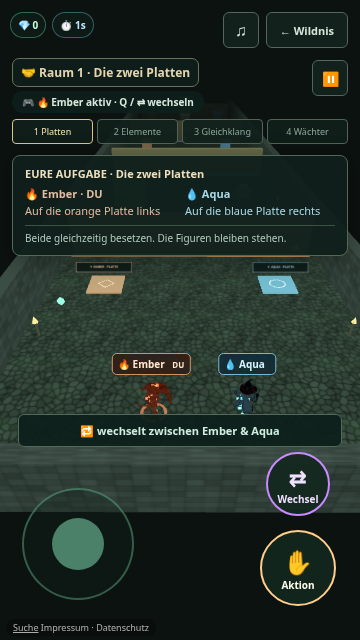 💎 0
⏱️ 1s
♫
← Wildnis
🤝 Raum 1 · Die zwei Platten
⏸️
🎮 🔥 Ember aktiv · Q / ⇄ wechseln
1 Platten
2 Elemente
3 Gleichklang
4 Wächter
EURE AUFGABE · Die zwei Platten
🔥 Ember · DU
💧 Aqua
Auf die orange Platte links
Auf die blaue Platte rechts
Beide gleichzeitig besetzen. Die Figuren bleiben stehen.
🔥 Ember DU
💧 Aqua
🔁 wechselt zwischen Ember & Aqua
⇄
Wechsel
✋
Aktion
Suche Impressum · Datenschutz